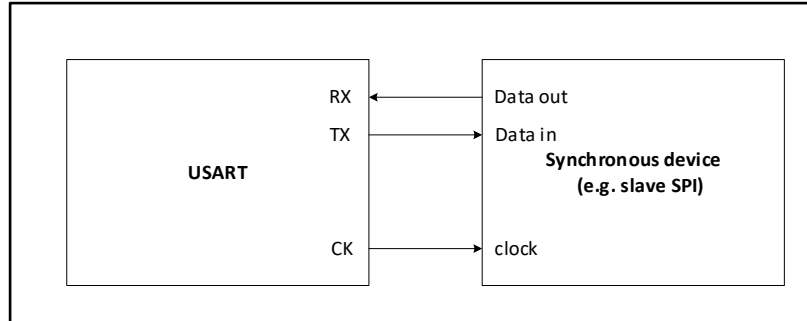 RX
Data out
TX
Data in
USART
Synchronous device
(e.g. slave SPI)
CK
clock